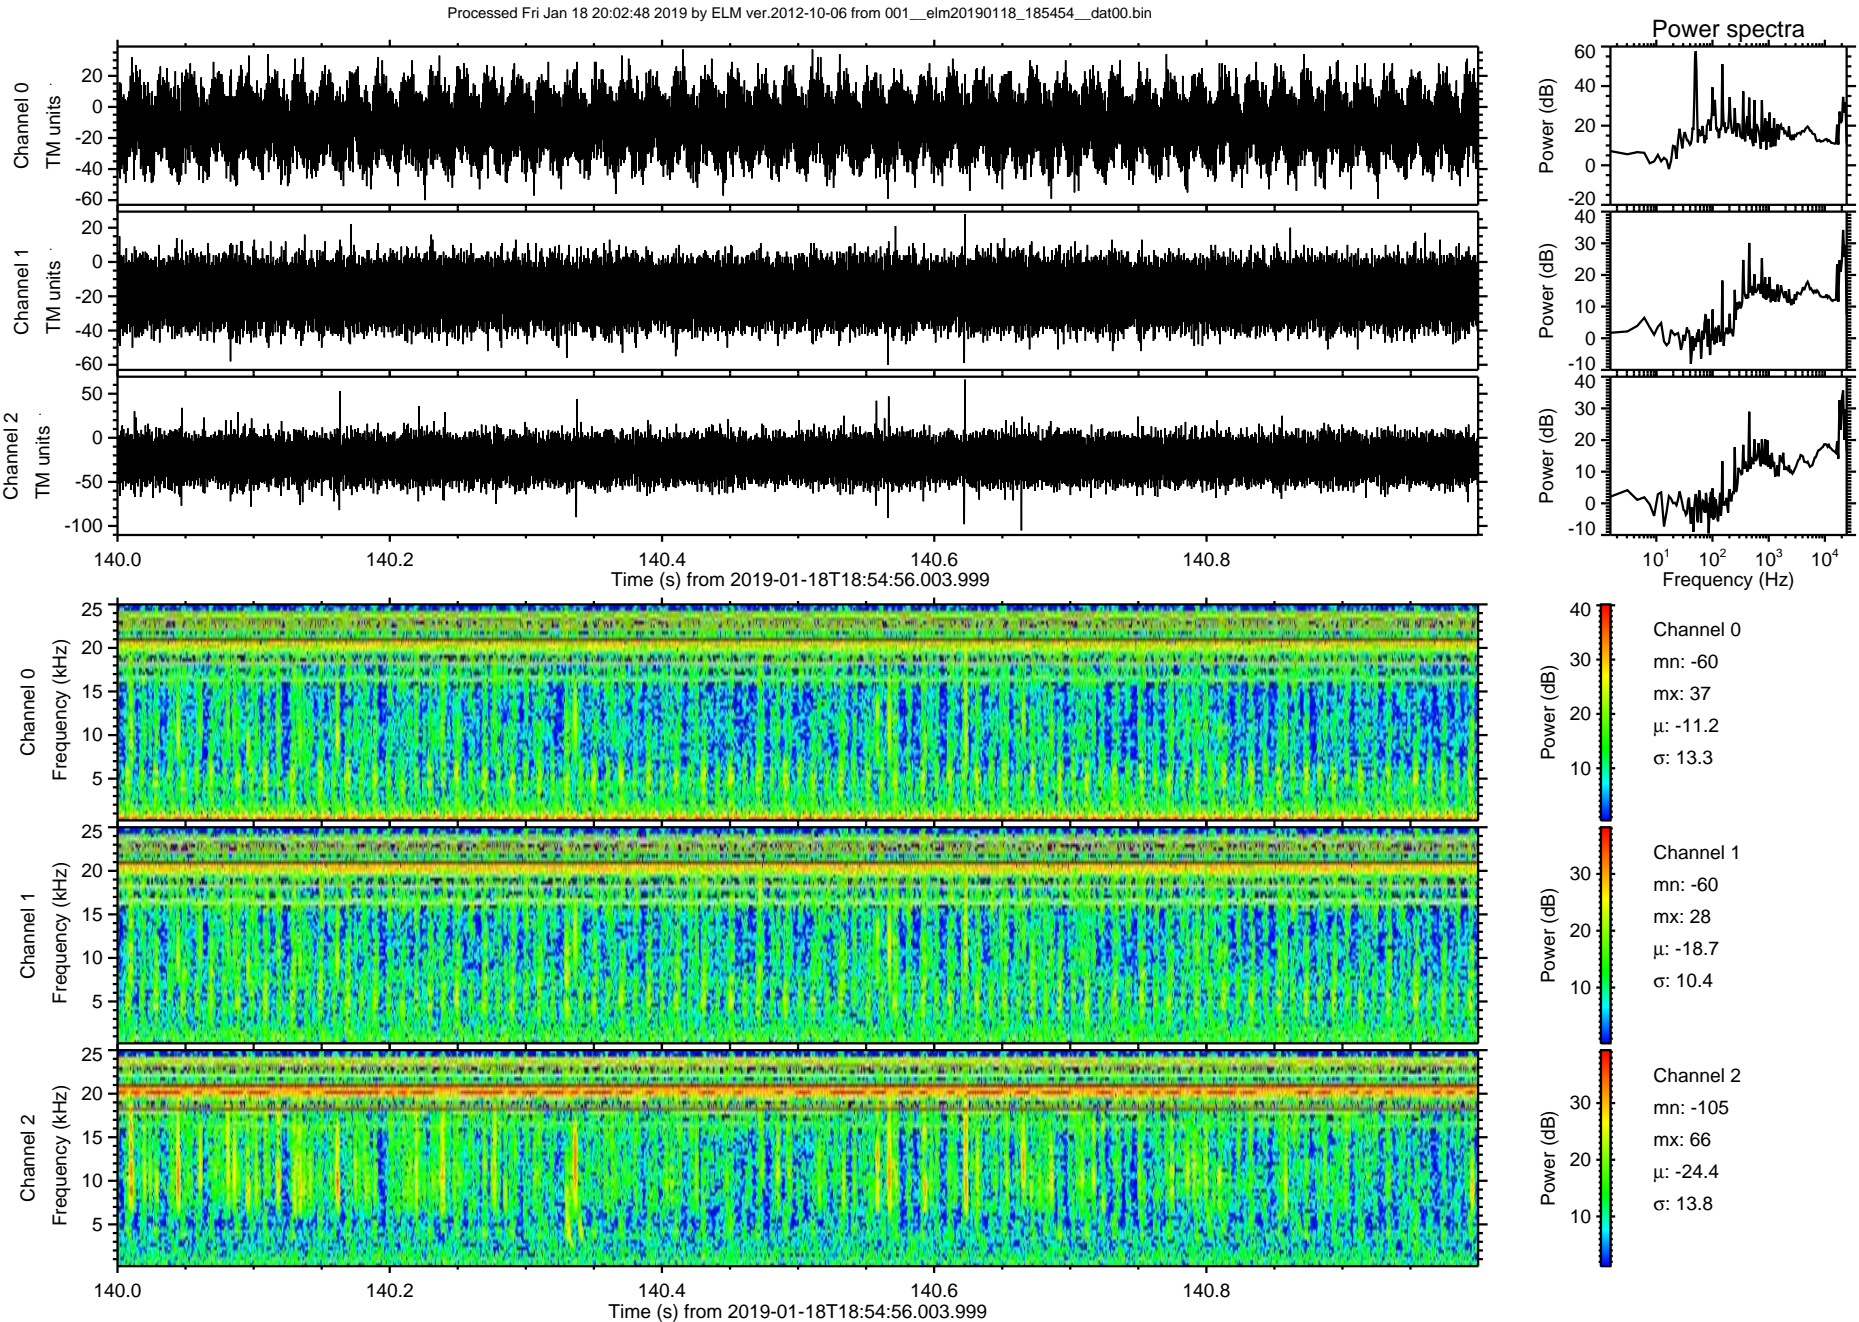 Processed Fri Jan 18 20:02:48 2019 by ELM ver.2012-10-06 from 001__elm20190118_185454__dat00.bin
Power spectra
Channel 0
TM units
20
0
-20
-40
-60
Power (dB)
60
40
20
0
-20
Channel 1
TM units
20
0
-20
-40
-60
Power (dB)
40
30
20
10
0
-10
Channel 2
TM units
50
0
-50
-100
Power (dB)
40
30
20
10
0
-10
140.0 140.2 140.4 140.6 140.8
Time (s) from 2019-01-18T18:54:56.003.999
10^1 10^2 10^3 10^4
Frequency (Hz)
Channel 0
Frequency (kHz)
25
20
15
10
5
Power (dB)
40
30
20
10
Channel 0
mn: -60
mx: 37
µ: -11.2
σ: 13.3
Channel 1
Frequency (kHz)
25
20
15
10
5
Power (dB)
30
20
10
Channel 1
mn: -60
mx: 28
µ: -18.7
σ: 10.4
Channel 2
Frequency (kHz)
25
20
15
10
5
Power (dB)
30
20
10
Channel 2
mn: -105
mx: 66
µ: -24.4
σ: 13.8
140.0 140.2 140.4 140.6 140.8
Time (s) from 2019-01-18T18:54:56.003.999